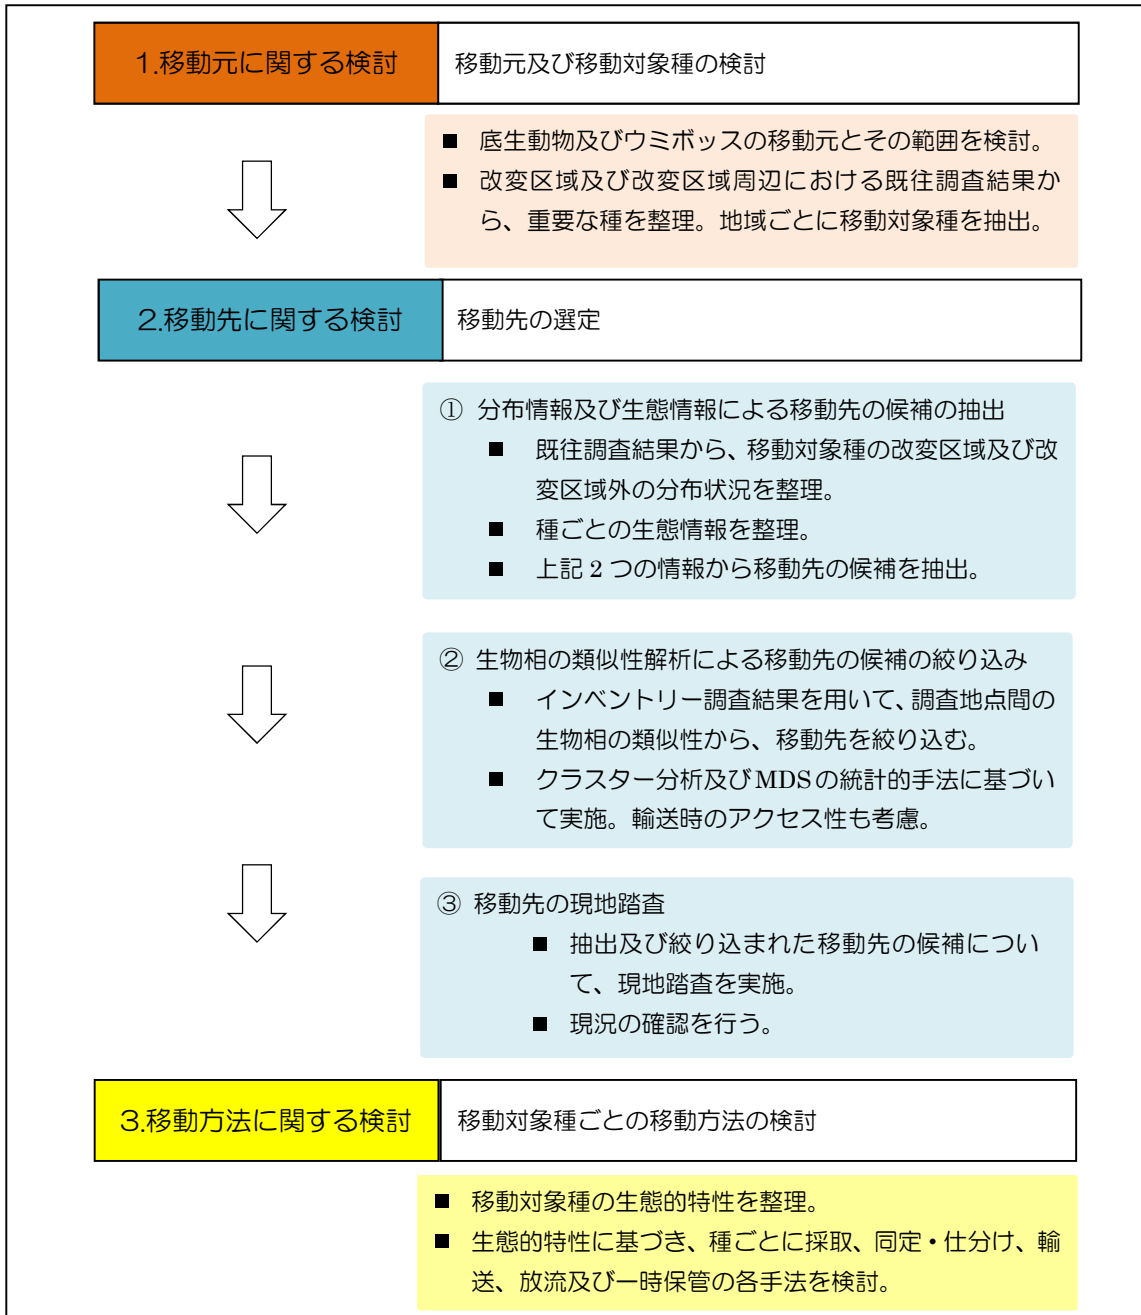 1.移動元に関する検討
移動元及び移動対象種の検討
■ 底生動物及びウミボッスの移動元とその範囲を検討。
■ 改変区域及び改変区域周辺における既往調査結果か
ら、重要な種を整理。地域ごとに移動対象種を抽出。
2.移動先に関する検討
移動先の選定
① 分布情報及び生態情報による移動先の候補の抽出
■ 既往調査結果から、移動対象種の改変区域及び改
変区域外の分布状況を整理。
■ 種ごとの生態情報を整理。
■ 上記 2 つの情報から移動先の候補を抽出。
② 生物相の類似性解析による移動先の候補の絞り込み
■ インベントリー調査結果を用いて、調査地点間の
生物相の類似性から、移動先を絞り込む。
■ クラスター分析及びMDSの統計的手法に基づい
て実施。輸送時のアクセス性も考慮。
③ 移動先の現地踏査
■ 抽出及び絞り込まれた移動先の候補につい
て、現地踏査を実施。
■ 現況の確認を行う。
3.移動方法に関する検討
移動対象種ごとの移動方法の検討
■ 移動対象種の生態的特性を整理。
■ 生態的特性に基づき、種ごとに採取、同定・仕分け、輸
送、放流及び一時保管の各手法を検討。